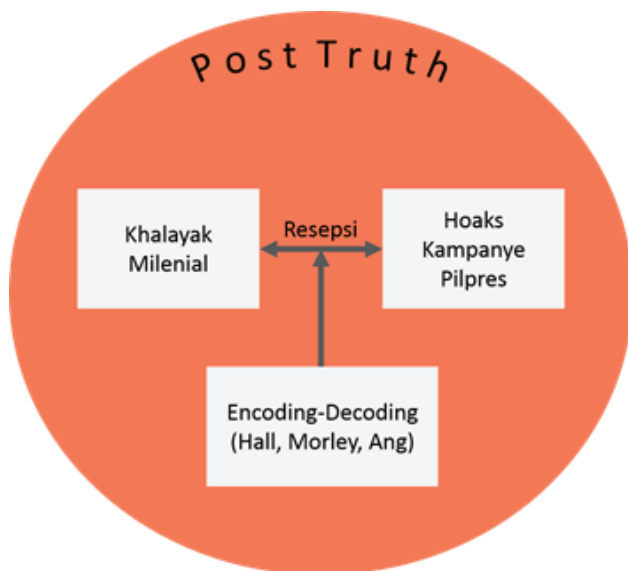 Post Truth
Khalayak
Milenial
Resepsi
Hoaks
Kampanye
Pilpres
Encoding-Decoding
(Hall, Morley, Ang)